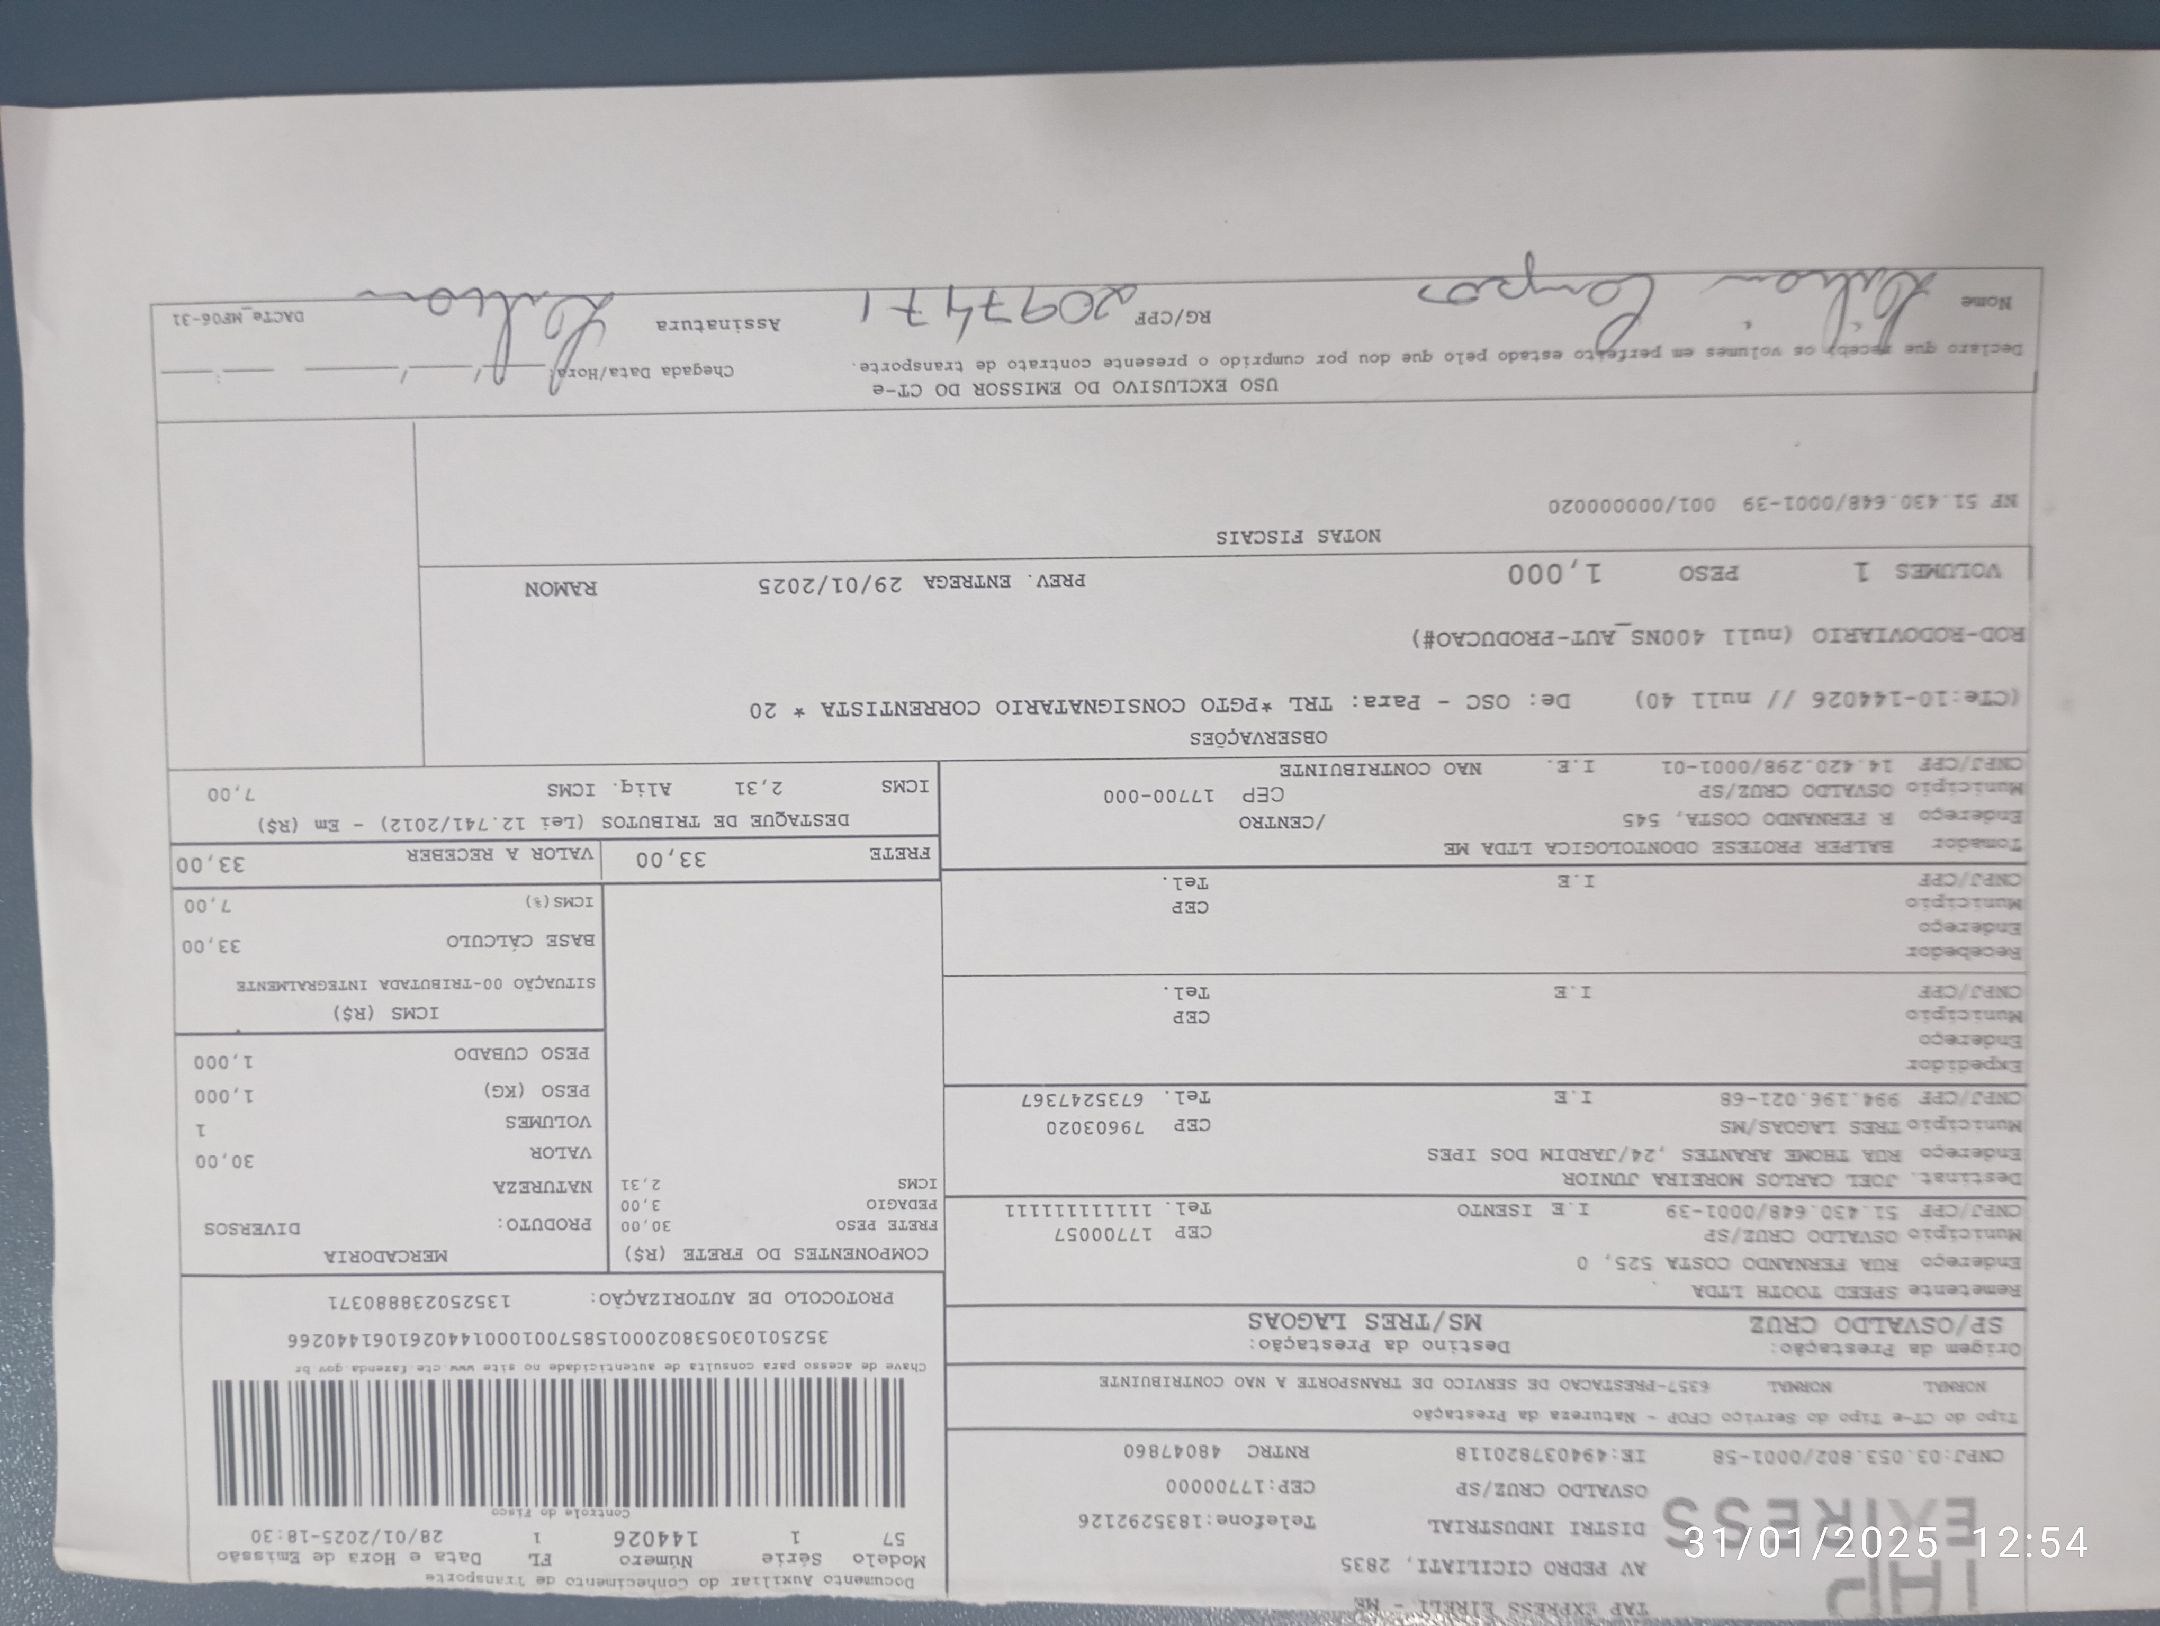 TAP EXPRESS
TAP EXPRESS EIRELI - ME
AV PEDRO CICILIATI, 2835
DISTRI INDUSTRIAL Telefone:1835292126
OSVALDO CRUZ/SP CEP:17700000
CNPJ:03.053.802/0001-58 IE:494037820118 RNTRC 48047860
Documento Auxiliar do Conhecimento de Transporte
Modelo Série Número FL Data e Hora de Emissão
57 1 144026 1 28/01/2025-18:30
Controle do Fisco
Chave de acesso para consulta de autenticidade no site www.cte.fazenda.gov.br
35250103053802000158570010001440261061440266
PROTOCOLO DE AUTORIZAÇÃO: 135250238880371
Tipo do CT-e Tipo do Serviço CFOP - Natureza da Prestação
NORMAL NORMAL 6357-PRESTACAO DE SERVICO DE TRANSPORTE A NAO CONTRIBUINTE
Origem da Prestação: Destino da Prestação:
SP/OSVALDO CRUZ MS/TRES LAGOAS
Remetente SPEED TOOTH LTDA
Endereço RUA FERNANDO COSTA 525, 0
Município OSVALDO CRUZ/SP CEP 17700057
CNPJ/CPF 51.430.648/0001-39 I.E ISENTO Tel. 111111111111
Destinat. JOEL CARLOS MOREIRA JUNIOR
Endereço RUA THOME ARANTES ,24/JARDIM DOS IPES
Município TRES LAGOAS/MS CEP 79603020
CNPJ/CPF 994.196.021-68 I.E Tel. 6735247367
Expedidor
Endereço
Município CEP
CNPJ/CPF I.E Tel.
Recebedor
Endereço
Município CEP
CNPJ/CPF I.E Tel.
Tomador BALPER PROTESE ODONTOLOGICA LTDA ME
Endereço R FERNANDO COSTA, 545 /CENTRO
Município OSVALDO CRUZ/SP CEP 17700-000
CNPJ/CPF 14.420.298/0001-01 I.E. NAO CONTRIBUINTE
COMPONENTES DO FRETE (R$)
FRETE PESO 30,00
PEDAGIO 3,00
ICMS 2,31
MERCADORIA
PRODUTO: DIVERSOS
NATUREZA
VALOR 30,00
VOLUMES 1
PESO (KG) 1,000
PESO CUBADO 1,000
ICMS (R$)
SITUAÇÃO 00-TRIBUTADA INTEGRALMENTE
BASE CÁLCULO 33,00
ICMS(%) 7,00
FRETE 33,00 VALOR A RECEBER 33,00
DESTAQUE DE TRIBUTOS (Lei 12.741/2012) - Em (R$)
ICMS 2,31 Aliq. ICMS 7,00
OBSERVAÇÕES
(CTe:10-144026 // null 40) De: OSC - Para: TRL *PGTO CONSIGNATARIO CORRENTISTA * 20
ROD-RODOVIARIO (null 400NS_AUT-PRODUCAO#)
VOLUMES 1 PESO 1,000 PREV. ENTREGA 29/01/2025 RAMON
NOTAS FISCAIS
NF 51.430.648/0001-39 001/000000020
USO EXCLUSIVO DO EMISSOR DO CT-e
Declaro que recebi os volumes em perfeito estado pelo que dou por cumprido o presente contrato de transporte. Chegada Data/Hora: / / :
Nome Lilian Campos RG/CPF 2097471 Assinatura Lilian DACTe_MF06-31
31/01/2025 12:54